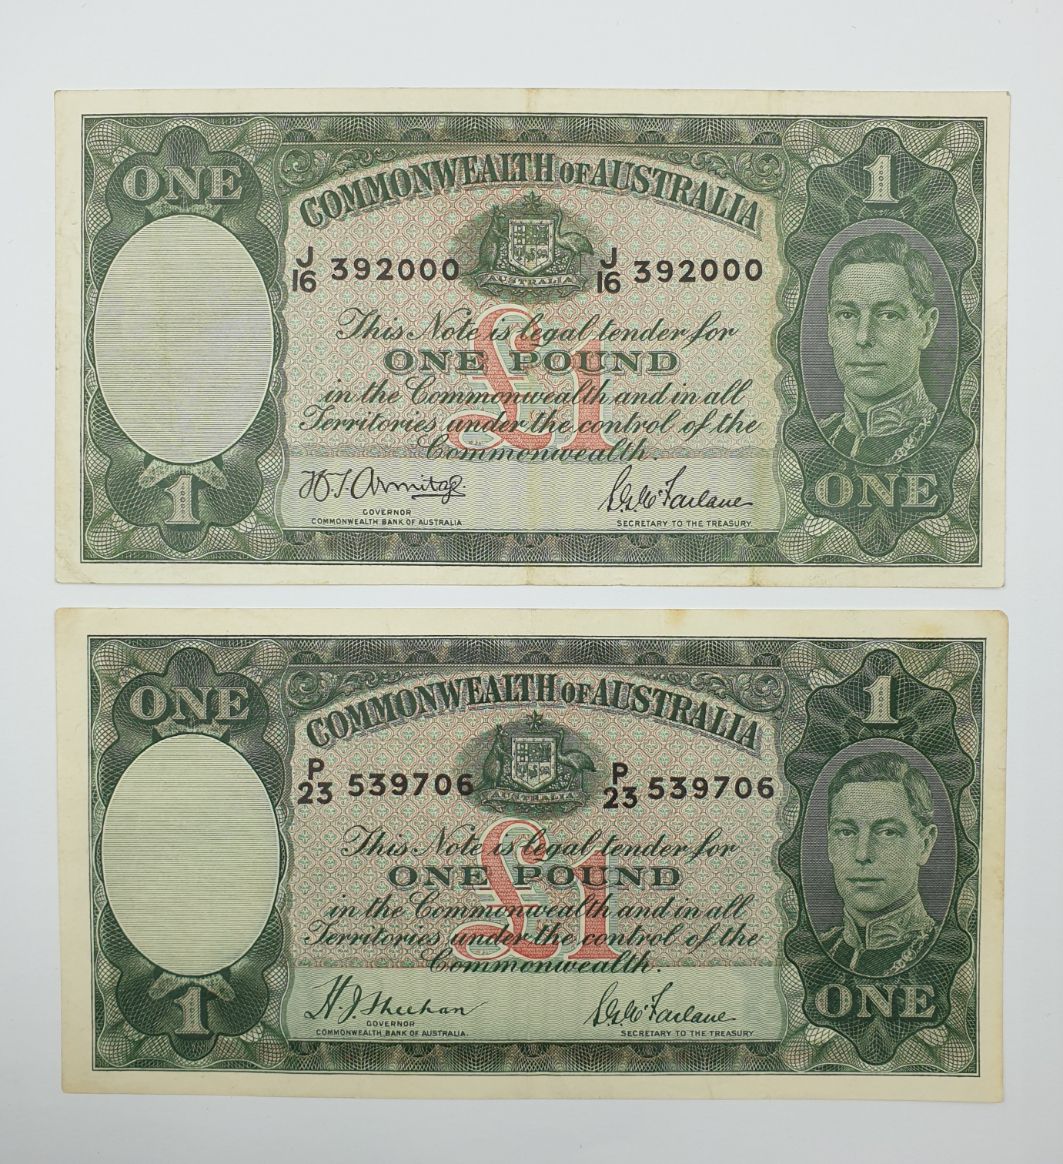 ONE
1
COMMONWEALTH OF AUSTRALIA
AUSTRALIA
J 16 392000 J 16 392000
£1
This Note is legal tender for
ONE POUND
in the Commonwealth and in all
Territories under the control of the
Commonwealth.
H.T. Armitage. S.G. McFarlane
GOVERNOR
COMMONWEALTH BANK OF AUSTRALIA SECRETARY TO THE TREASURY.
1
ONE
ONE
1
COMMONWEALTH OF AUSTRALIA
AUSTRALIA
P 23 539706 P 23 539706
£1
This Note is legal tender for
ONE POUND
in the Commonwealth and in all
Territories under the control of the
Commonwealth.
H.J. Sheehan S.G. McFarlane
GOVERNOR
COMMONWEALTH BANK OF AUSTRALIA. SECRETARY TO THE TREASURY
1
ONE